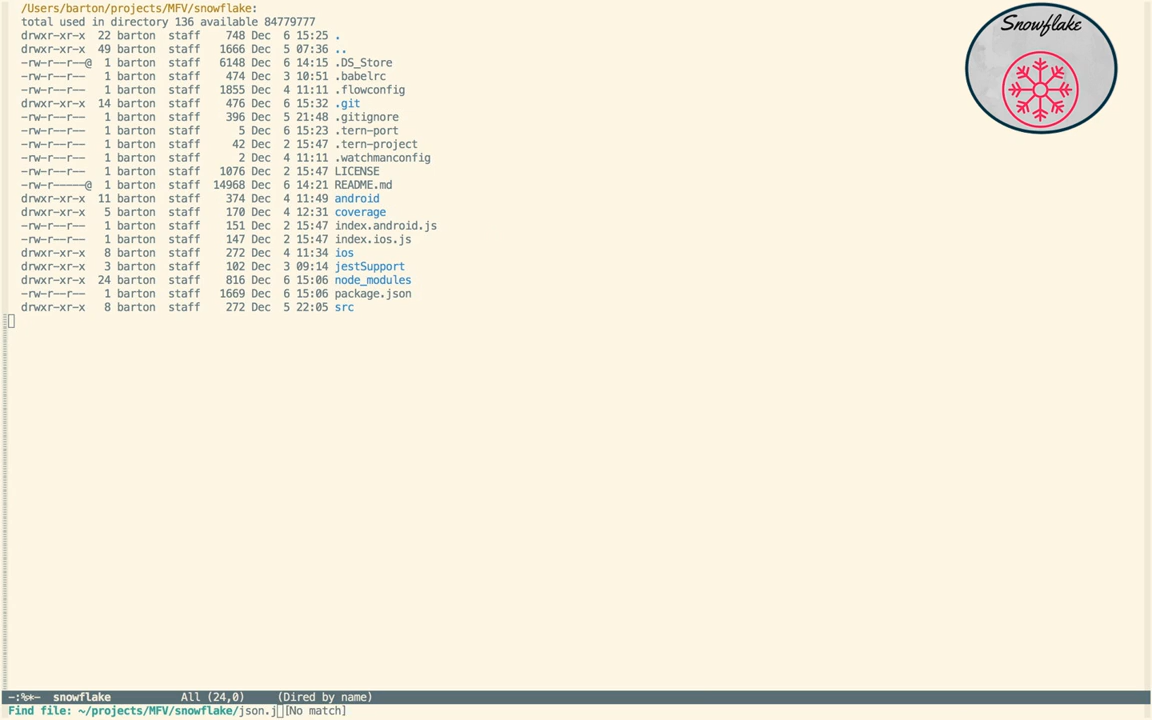 /Users/barton/projects/MFV/snowflake:
total used in directory 136 available 84779777
drwxr-xr-x  22 barton  staff    748 Dec  6 15:25 .
drwxr-xr-x  49 barton  staff   1666 Dec  5 07:36 ..
-rw-r--r--@  1 barton  staff   6148 Dec  6 14:15 .DS_Store
-rw-r--r--   1 barton  staff    474 Dec  3 10:51 .babelrc
-rw-r--r--   1 barton  staff   1855 Dec  4 11:11 .flowconfig
drwxr-xr-x  14 barton  staff    476 Dec  6 15:32 .git
-rw-r--r--   1 barton  staff    396 Dec  5 21:48 .gitignore
-rw-r--r--   1 barton  staff      5 Dec  6 15:23 .tern-port
-rw-r--r--   1 barton  staff     42 Dec  2 15:47 .tern-project
-rw-r--r--   1 barton  staff      2 Dec  4 11:11 .watchmanconfig
-rw-r--r--   1 barton  staff   1076 Dec  2 15:47 LICENSE
-rw-r-----@  1 barton  staff  14968 Dec  6 14:21 README.md
drwxr-xr-x  11 barton  staff    374 Dec  4 11:49 android
drwxr-xr-x   5 barton  staff    170 Dec  4 12:31 coverage
-rw-r--r--   1 barton  staff    151 Dec  2 15:47 index.android.js
-rw-r--r--   1 barton  staff    147 Dec  2 15:47 index.ios.js
drwxr-xr-x   8 barton  staff    272 Dec  4 11:34 ios
drwxr-xr-x   3 barton  staff    102 Dec  3 09:14 jestSupport
drwxr-xr-x  24 barton  staff    816 Dec  6 15:06 node_modules
-rw-r--r--   1 barton  staff   1669 Dec  6 15:06 package.json
drwxr-xr-x   8 barton  staff    272 Dec  5 22:05 src
Snowflake
-:%*-  snowflake          All (24,0)     (Dired by name)
Find file: ~/projects/MFV/snowflake/json.j[No match]